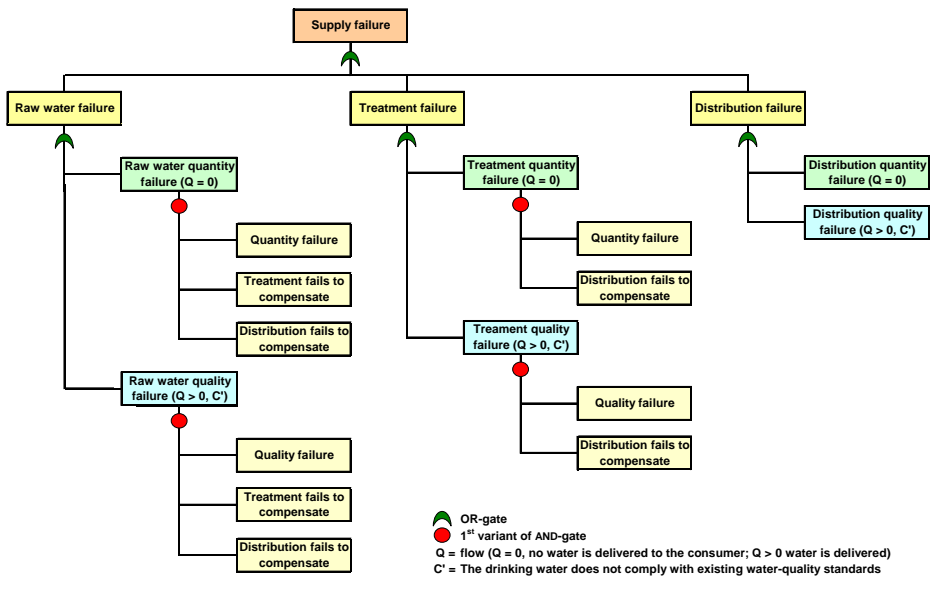 Supply failure
Raw water failure
Treatment failure
Distribution failure
Raw water quantity
failure (Q = 0)
Quantity failure
Treatment fails to
compensate
Distribution fails to
compensate
Raw water quality
failure (Q > 0, C')
Quality failure
Treatment fails to
compensate
Distribution fails to
compensate
Treatment quantity
failure (Q = 0)
Quantity failure
Distribution fails to
compensate
Treament quality
failure (Q > 0, C')
Quality failure
Distribution fails to
compensate
Distribution quantity
failure (Q = 0)
Distribution quality
failure (Q > 0, C')
OR-gate
1st variant of AND-gate
Q = flow (Q = 0, no water is delivered to the consumer; Q > 0 water is delivered)
C' = The drinking water does not comply with existing water-quality standards